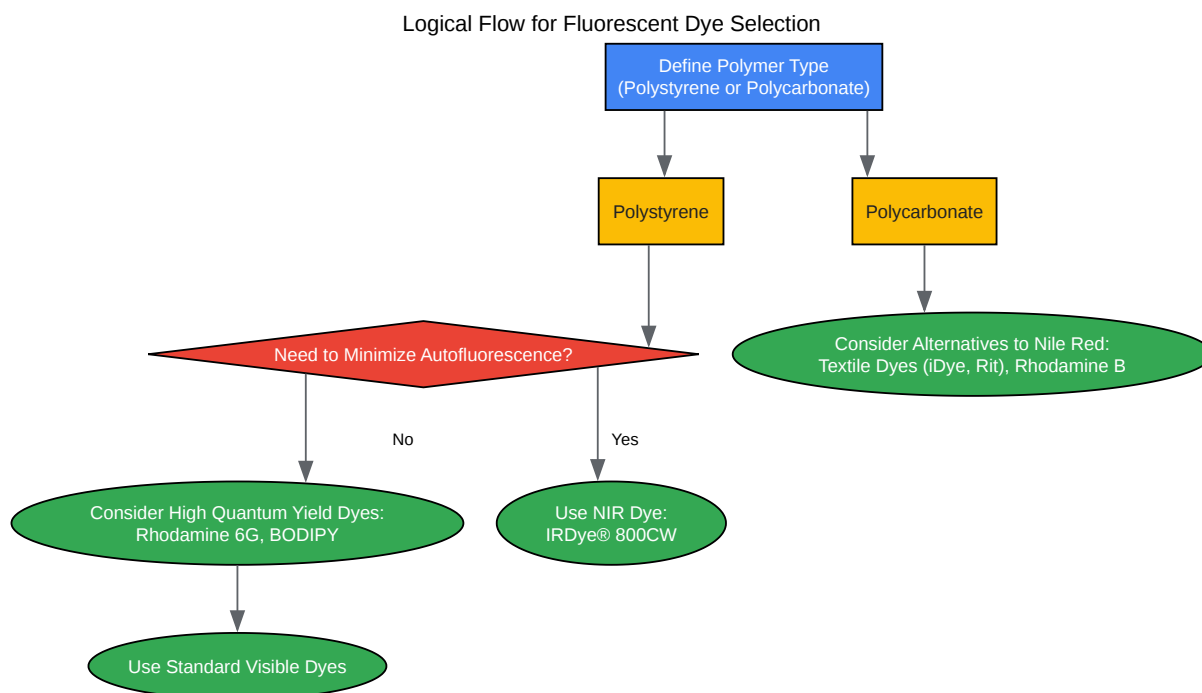 Logical Flow for Fluorescent Dye Selection
Define Polymer Type
(Polystyrene or Polycarbonate)
Polystyrene
Polycarbonate
Need to Minimize Autofluorescence?
Consider Alternatives to Nile Red:
Textile Dyes (iDye, Rit), Rhodamine B
No
Yes
Consider High Quantum Yield Dyes:
Rhodamine 6G, BODIPY
Use NIR Dye:
IRDye® 800CW
Use Standard Visible Dyes